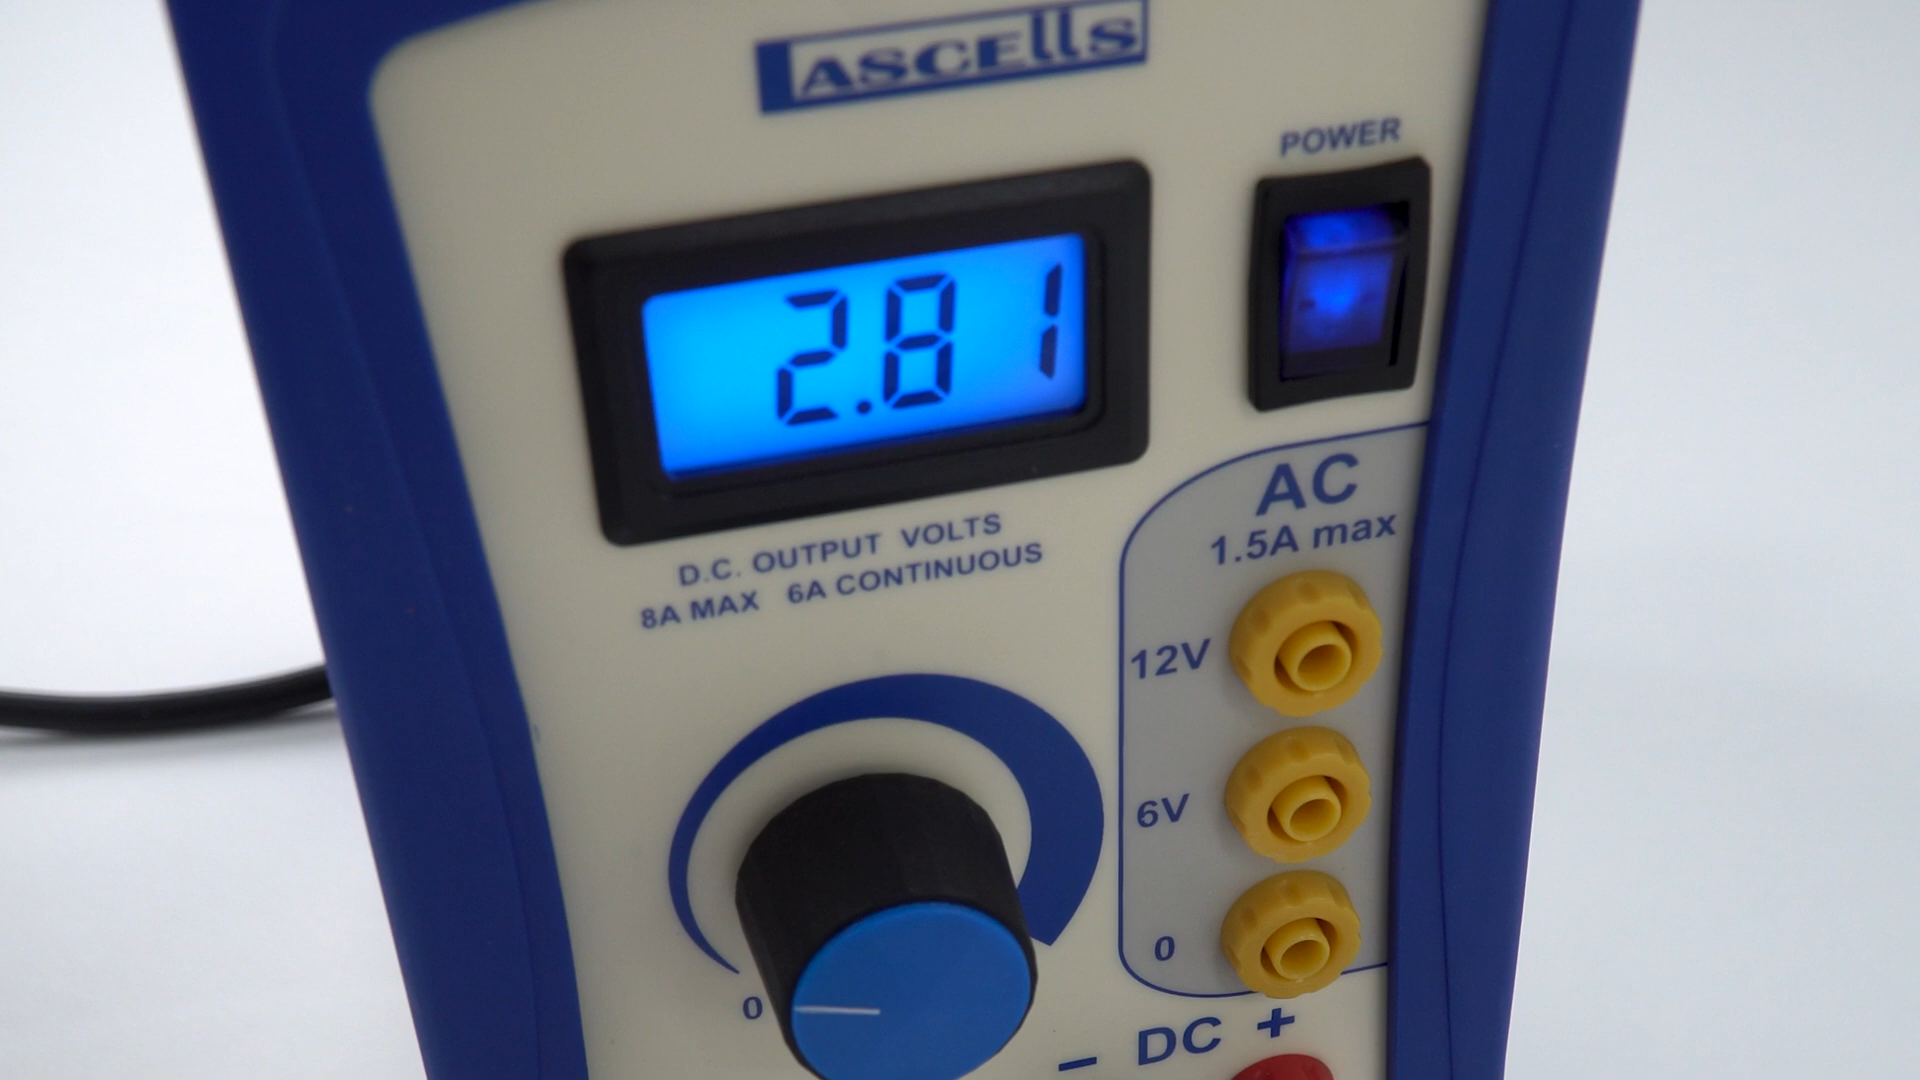 LASCELLS
POWER
2.81
D.C. OUTPUT VOLTS
8A MAX 6A CONTINUOUS
AC
1.5A max
12V
6V
0
0
− DC +